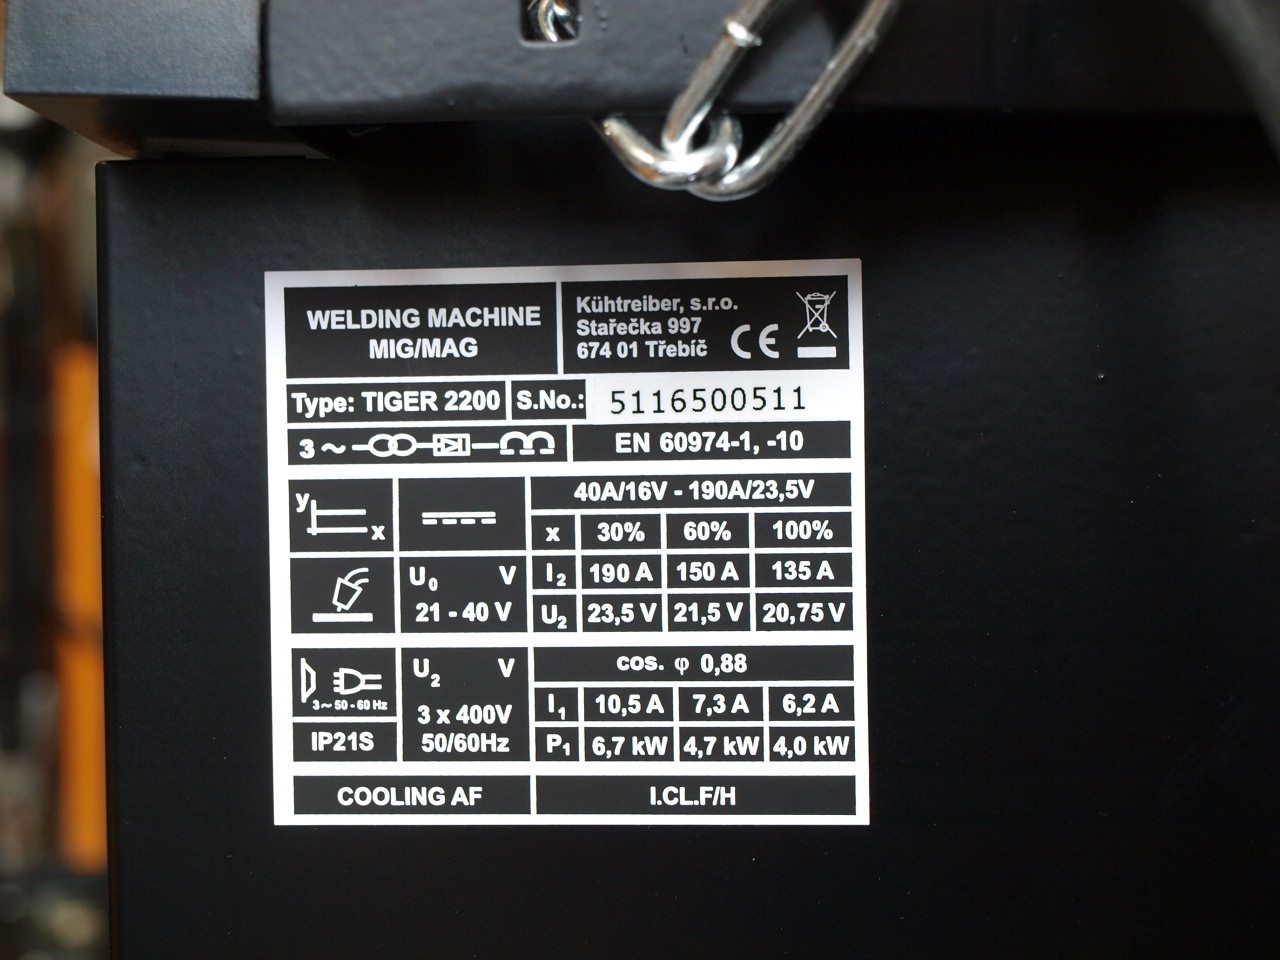 WELDING MACHINE
MIG/MAG
Kühtreiber, s.r.o.
Stařečka 997
674 01 Třebíč
CE
Type: TIGER 2200
S.No.:
5116500511
3~
EN 60974-1, -10
y
x
40A/16V - 190A/23,5V
x 30% 60% 100%
U0 V
21 - 40 V
I2 190 A 150 A 135 A
U2 23,5 V 21,5 V 20,75 V
3~50-60 Hz
IP21S
U2 V
3 x 400V
50/60Hz
cos. φ 0,88
I1 10,5 A 7,3 A 6,2 A
P1 6,7 kW 4,7 kW 4,0 kW
COOLING AF
I.CL.F/H